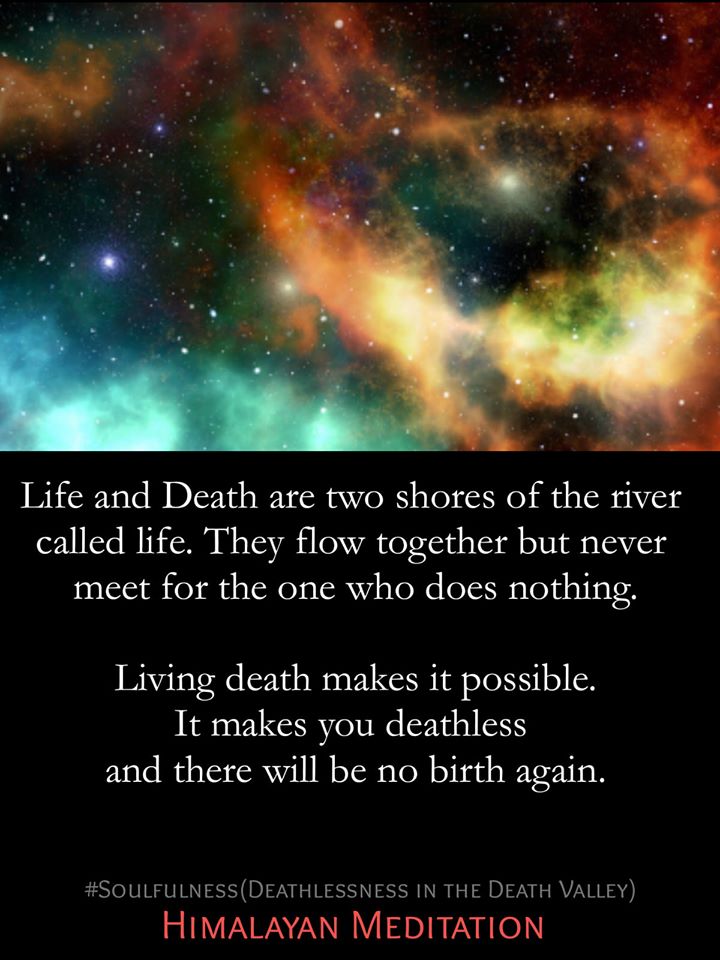 Life and Death are two shores of the river
called life. They flow together but never
meet for the one who does nothing.
Living death makes it possible.
It makes you deathless
and there will be no birth again.
#Soulfulness(Deathlessness in the Death Valley)
Himalayan Meditation